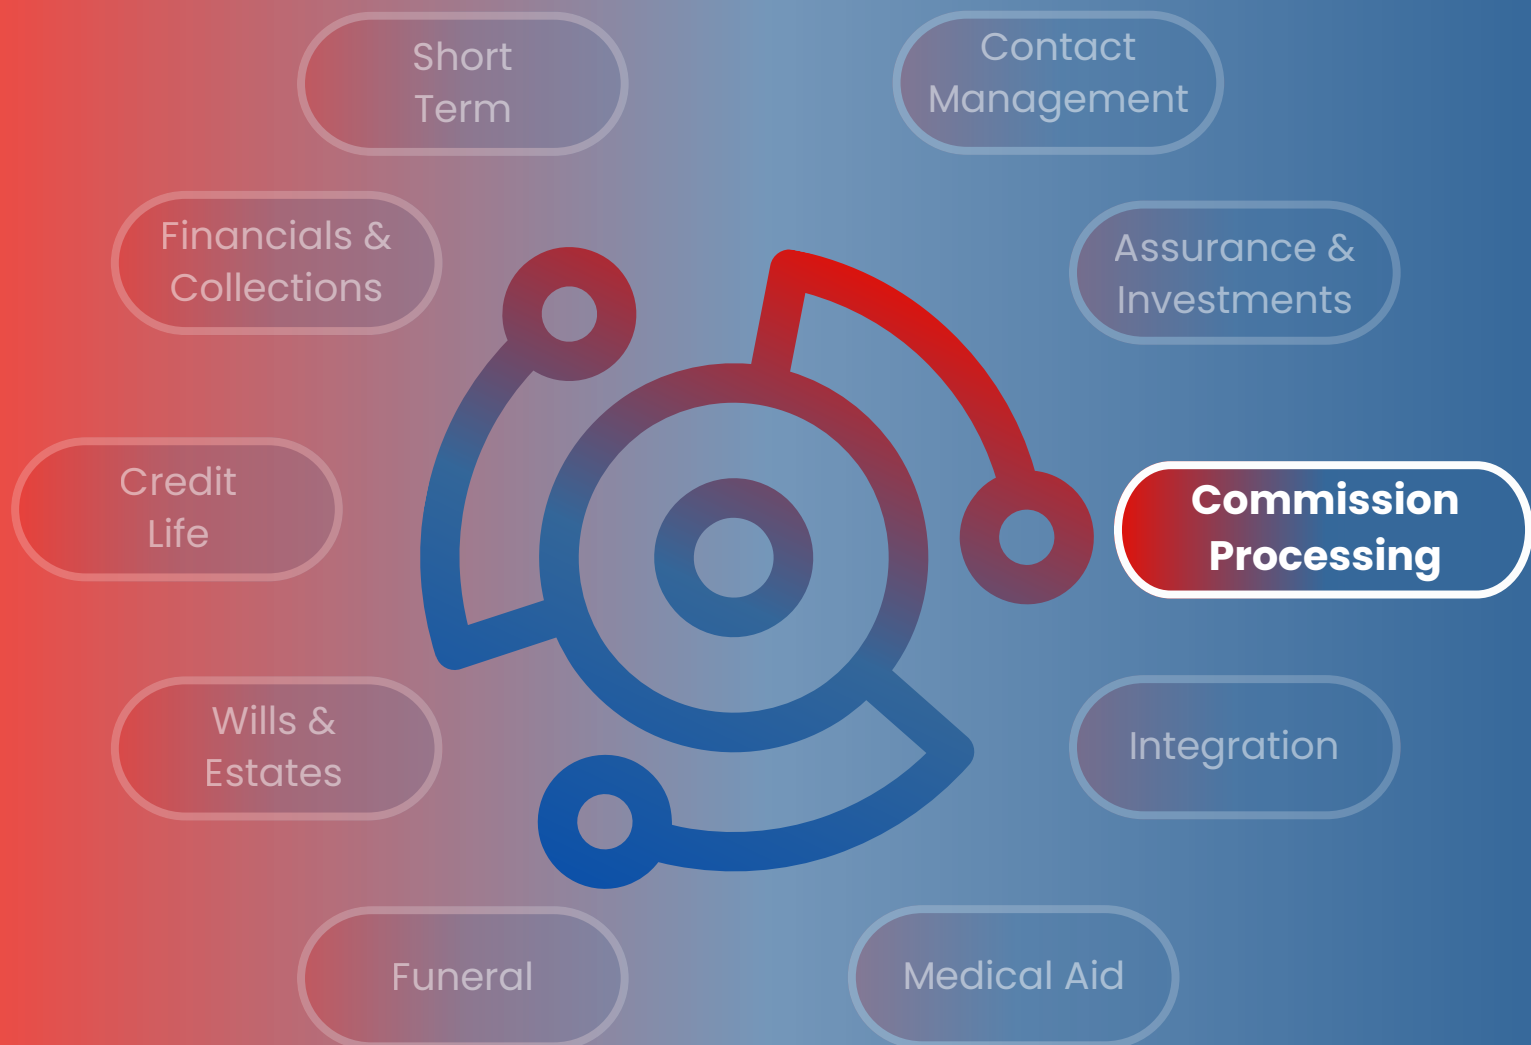 Short
Term
Contact
Management
Financials &
Collections
Assurance &
Investments
Credit
Life
Commission
Processing
Wills &
Estates
Integration
Funeral
Medical Aid